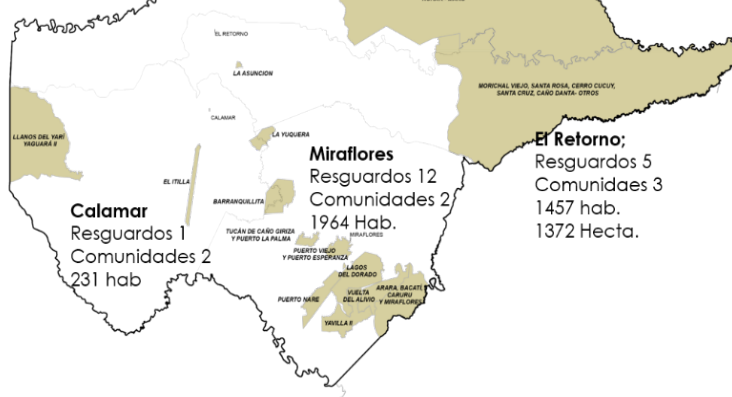 EL RETORNO
LA ASUNCION
MORICHAL VIEJO, SANTA ROSA, CERRO CUCUY,
SANTA CRUZ, CAÑO DANTA- OTROS
CALAMAR
LLANOS DEL YARÍ
YAGUARÁ II
LA YUQUERA
El Retorno;
Resguardos 5
Comunidaes 3
1457 hab.
1372 Hecta.
Miraflores
Resguardos 12
Comunidades 2
1964 Hab.
EL ITILLA
BARRANQUILLITA
Calamar
Resguardos 1
Comunidades 2
231 hab
TUCÁN DE CAÑO GIRIZA
Y PUERTO LA PALMA
MIRAFLORES
PUERTO VIEJO
Y PUERTO ESPERANZA
LAGOS
DEL DORADO
PUERTO NARE
VUELTA
DEL ALIVIO
ARARA, BACATÍ,
CARURU
Y MIRAFLORES
YAVILLA II